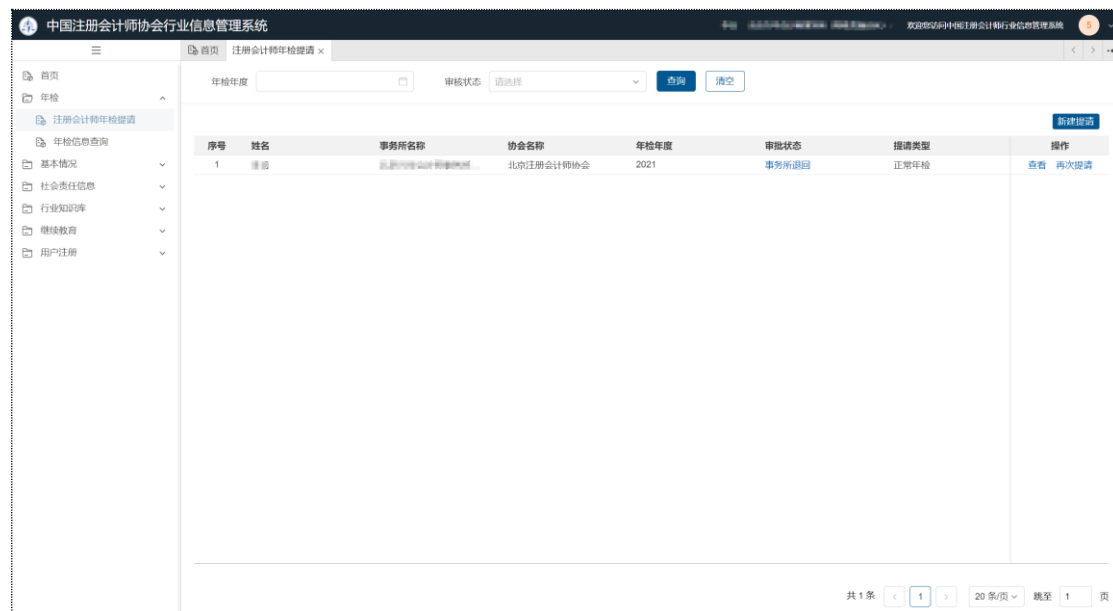 中国注册会计师协会行业信息管理系统
欢迎您访问中国注册会计师行业信息管理系统
5
首页 注册会计师年检提请 ×
首页
年检
注册会计师年检提请
年检信息查询
基本情况
社会责任信息
行业知识库
继续教育
用户注册
年检年度 审核状态 请选择 查询 清空
新建提请
序号 姓名 事务所名称 协会名称 年检年度 审批状态 提请类型 操作
1 北京注册会计师协会 2021 事务所退回 正常年检 查看 再次提请
共 1 条 < 1 > 20 条/页 跳至 1 页